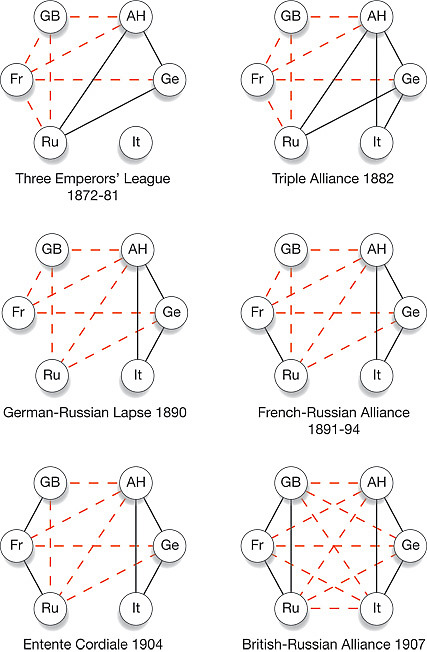 GB AH GB AH
Fr Ge Fr Ge
Ru It Ru It
Three Emperors' League
1872-81
Triple Alliance 1882
GB AH GB AH
Fr Ge Fr Ge
Ru It Ru It
German-Russian Lapse 1890
French-Russian Alliance
1891-94
GB AH GB AH
Fr Ge Fr Ge
Ru It Ru It
Entente Cordiale 1904
British-Russian Alliance 1907